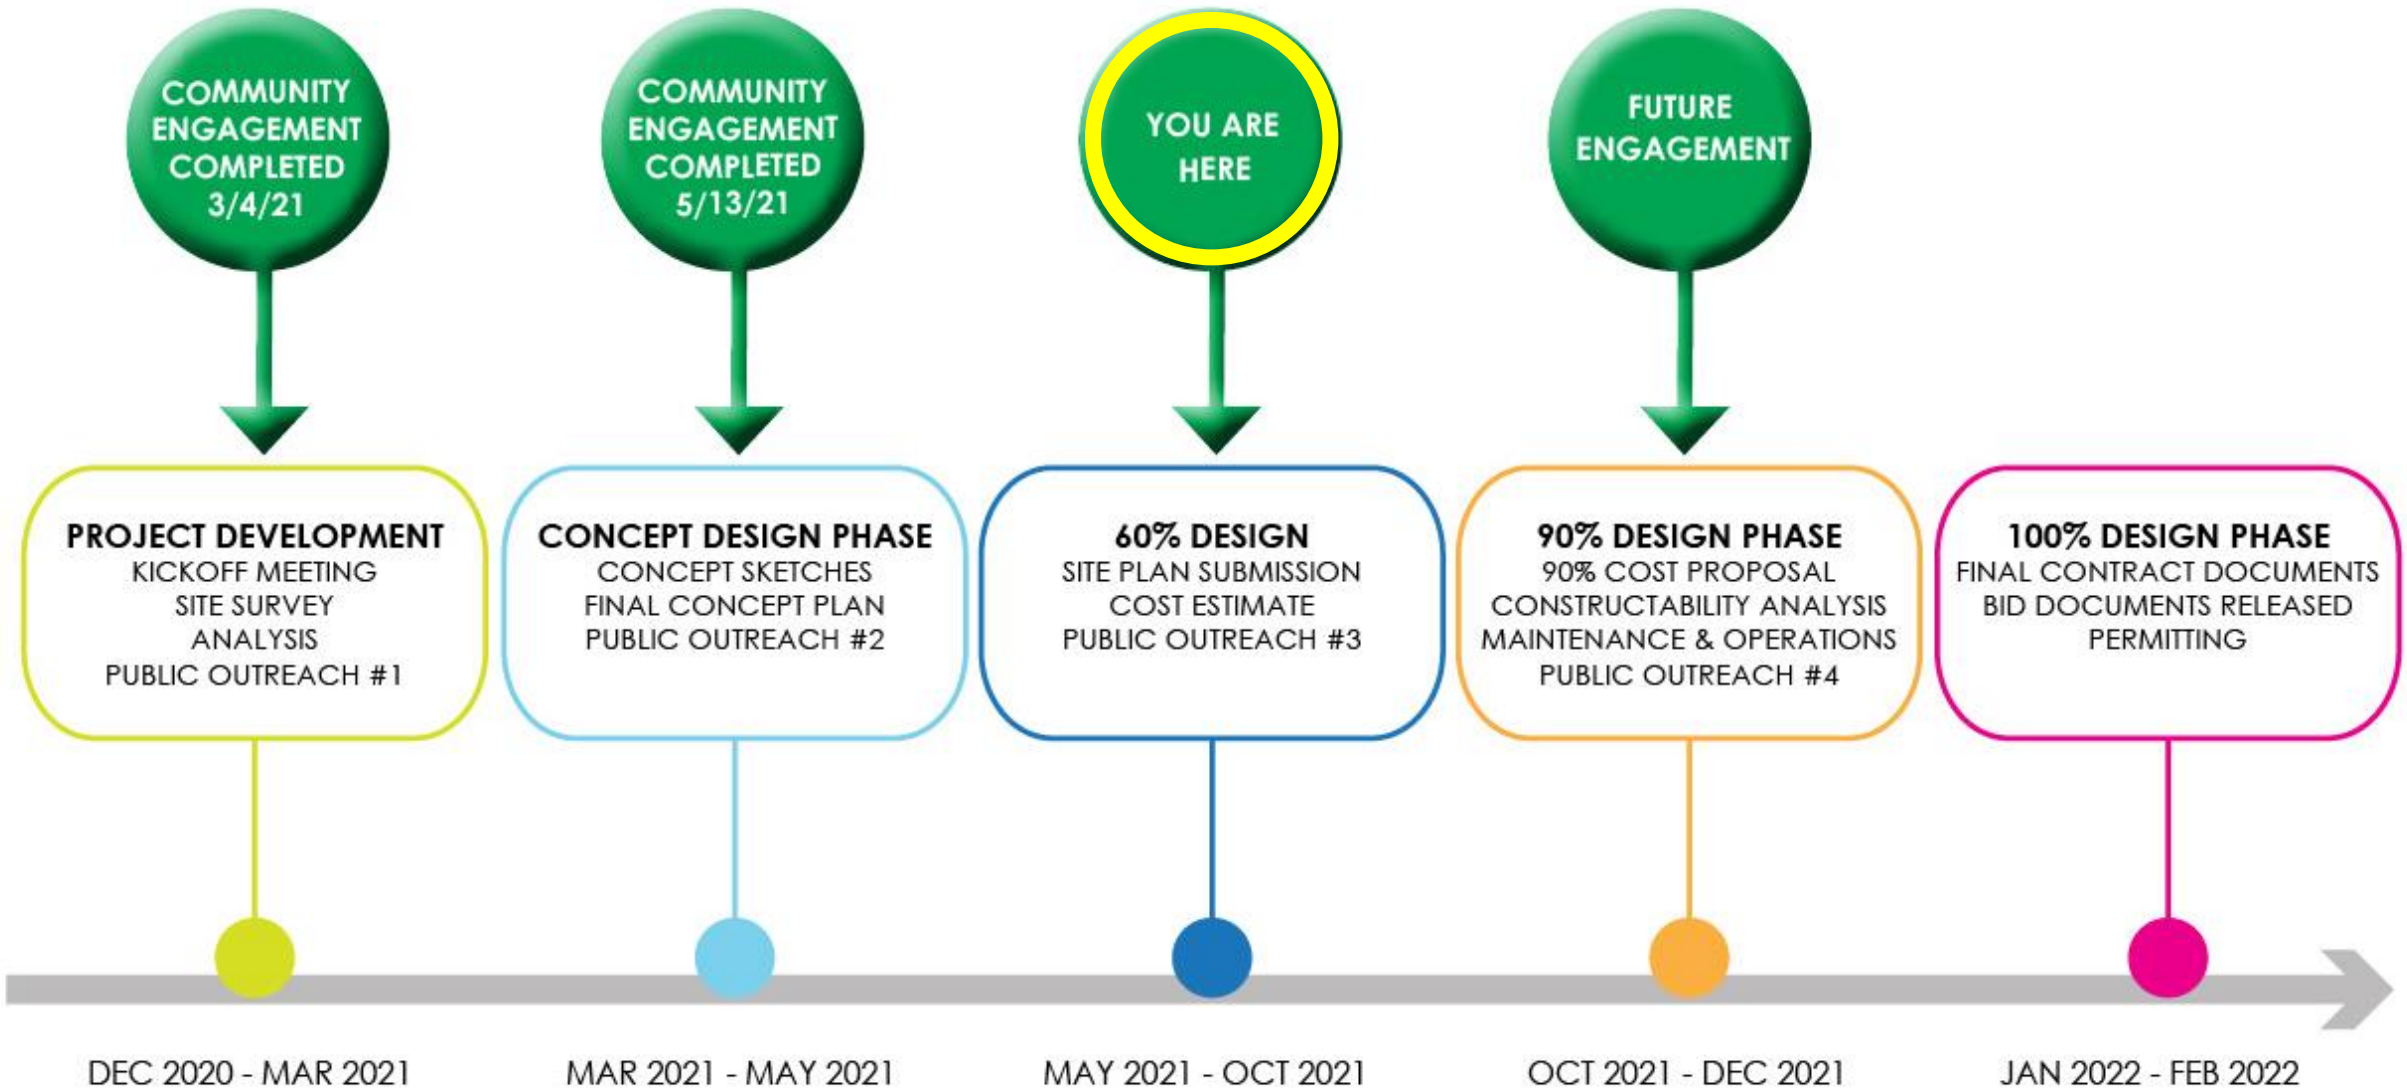 COMMUNITY
ENGAGEMENT
COMPLETED
3/4/21
COMMUNITY
ENGAGEMENT
COMPLETED
5/13/21
YOU ARE
HERE
FUTURE
ENGAGEMENT
PROJECT DEVELOPMENT
KICKOFF MEETING
SITE SURVEY
ANALYSIS
PUBLIC OUTREACH #1
CONCEPT DESIGN PHASE
CONCEPT SKETCHES
FINAL CONCEPT PLAN
PUBLIC OUTREACH #2
60% DESIGN
SITE PLAN SUBMISSION
COST ESTIMATE
PUBLIC OUTREACH #3
90% DESIGN PHASE
90% COST PROPOSAL
CONSTRUCTABILITY ANALYSIS
MAINTENANCE & OPERATIONS
PUBLIC OUTREACH #4
100% DESIGN PHASE
FINAL CONTRACT DOCUMENTS
BID DOCUMENTS RELEASED
PERMITTING
DEC 2020 - MAR 2021
MAR 2021 - MAY 2021
MAY 2021 - OCT 2021
OCT 2021 - DEC 2021
JAN 2022 - FEB 2022